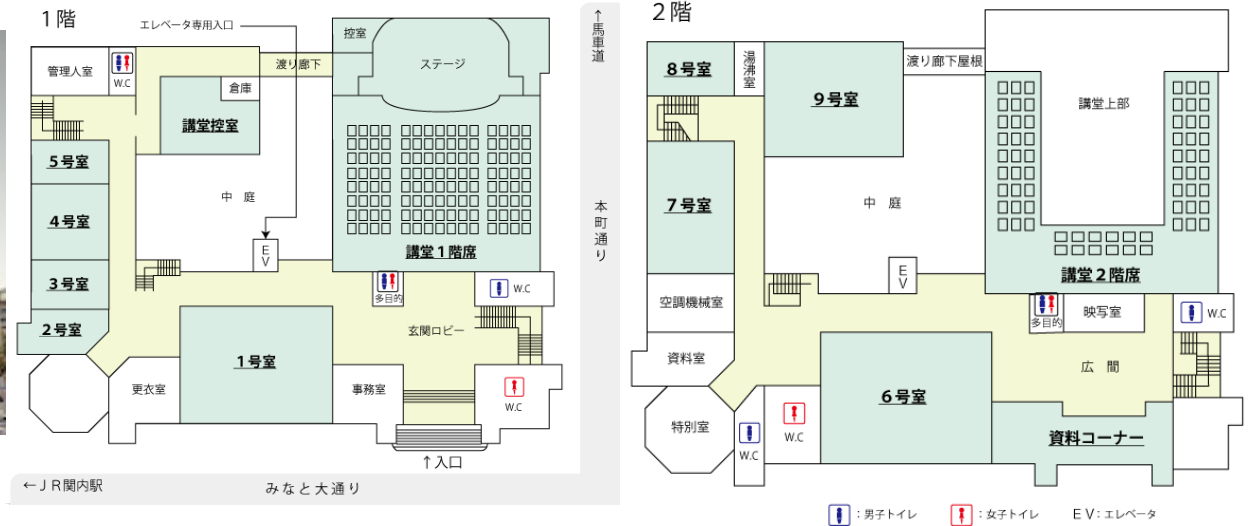 1階
エレベータ専用入口
控室
管理人室
W.C
渡り廊下
ステージ
倉庫
講堂控室
5号室
4号室
中 庭
EV
講堂1階席
3号室
多目的
W.C
2号室
玄関ロビー
1号室
更衣室
事務室
W.C
↑入口
←JR関内駅
みなと大通り
↑馬車道
本町通り
2階
8号室
湯沸室
9号室
渡り廊下屋根
講堂上部
7号室
中 庭
EV
講堂2階席
空調機械室
多目的
映写室
W.C
資料室
広 間
6号室
特別室
W.C
W.C
資料コーナー
:男子トイレ
:女子トイレ
EV:エレベータ